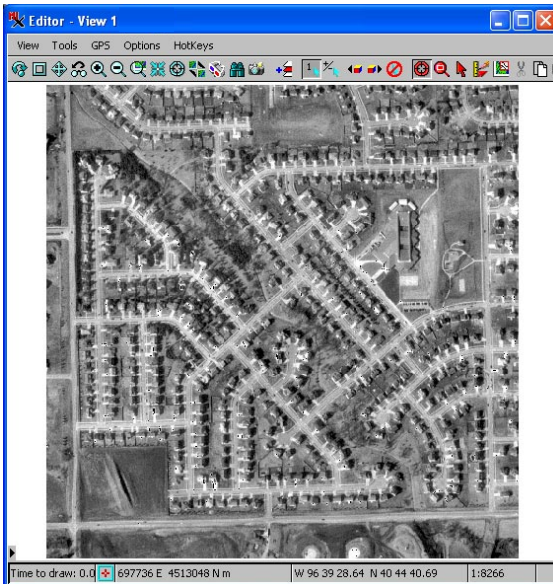 Editor - View 1
View Tools GPS Options HotKeys
1
Time to draw: 0.0 697736 E 4513048 N m W 96 39 28.64 N 40 44 40.69 1:8266